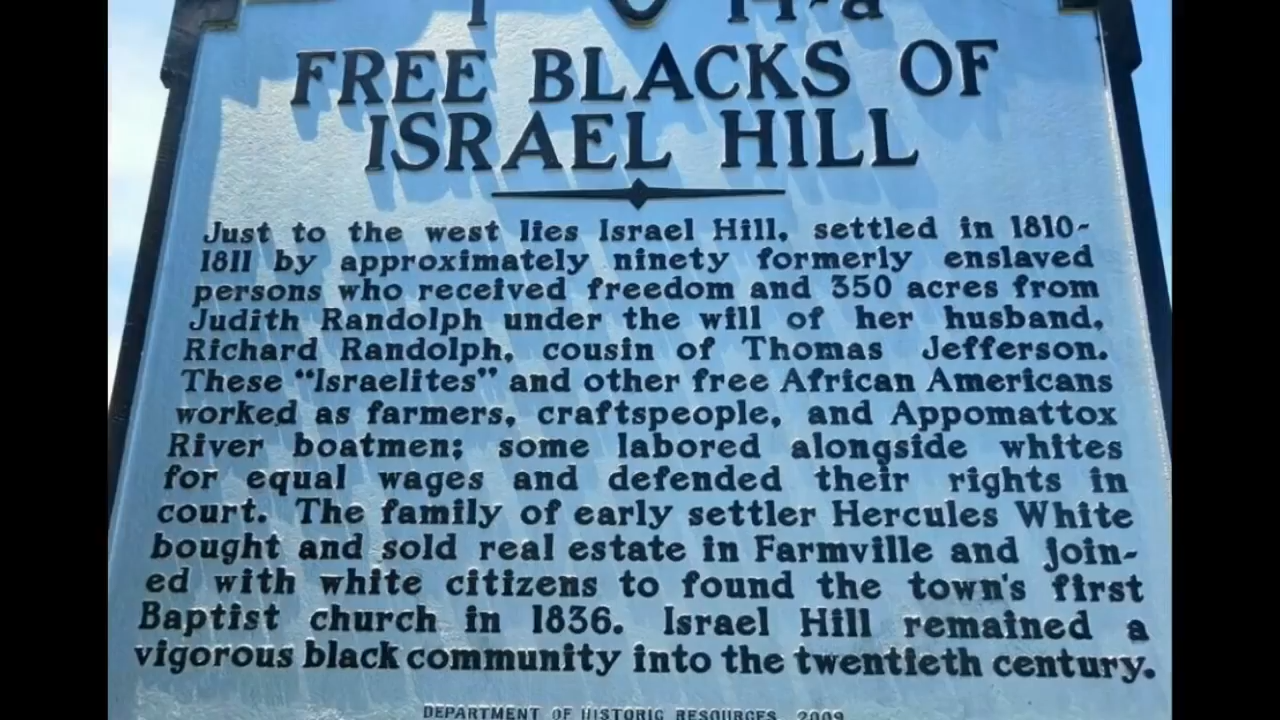 FREE BLACKS OF
ISRAEL HILL
Just to the west lies Israel Hill, settled in 1810-
1811 by approximately ninety formerly enslaved
persons who received freedom and 350 acres from
Judith Randolph under the will of her husband,
Richard Randolph, cousin of Thomas Jefferson.
These “Israelites” and other free African Americans
worked as farmers, craftspeople, and Appomattox
River boatmen; some labored alongside whites
for equal wages and defended their rights in
court. The family of early settler Hercules White
bought and sold real estate in Farmville and join-
ed with white citizens to found the town's first
Baptist church in 1836. Israel Hill remained a
vigorous black community into the twentieth century.
DEPARTMENT OF HISTORIC RESOURCES, 2009